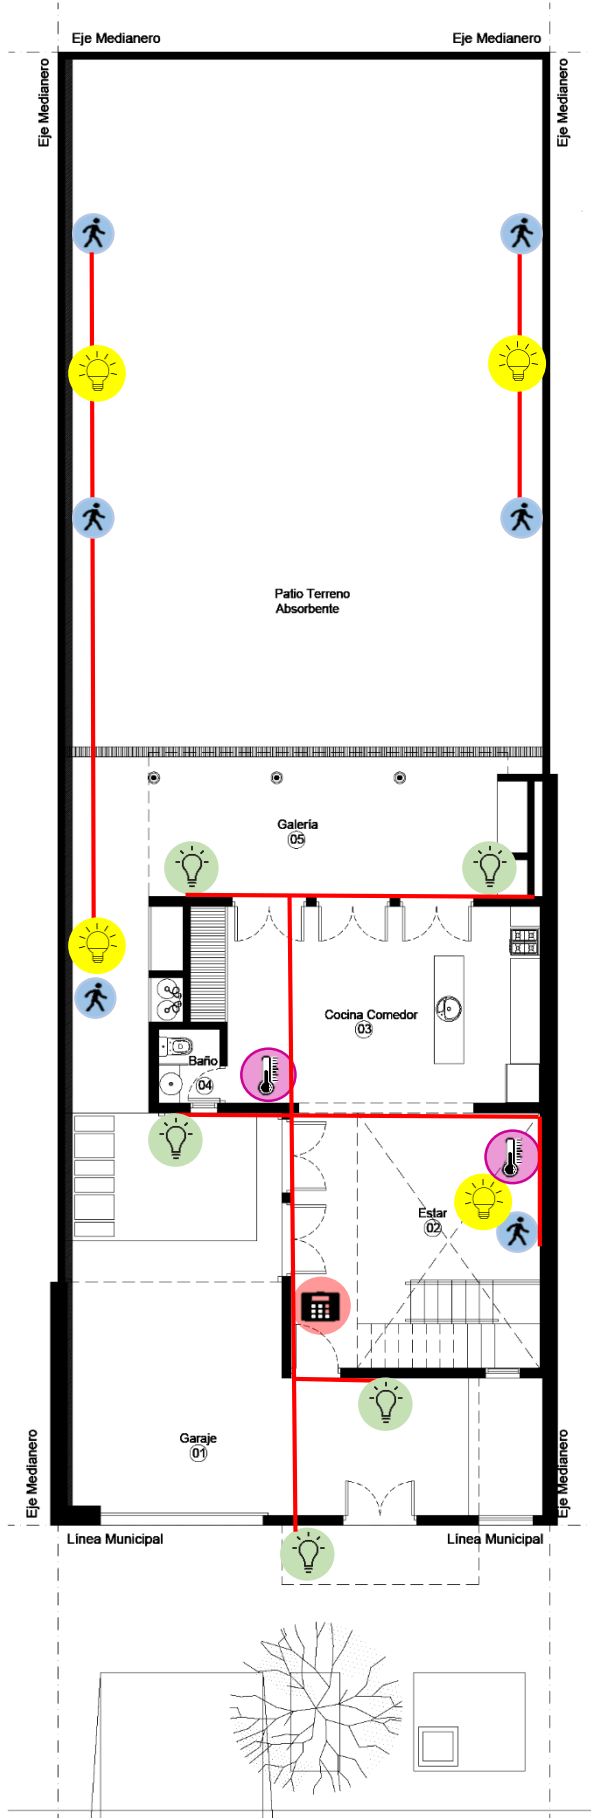 Eje Medianero
Eje Medianero
Eje Medianero
Eje Medianero
Patio Terreno
Absorbente
Galería
05
Cocina Comedor
03
Baño
04
Estar
02
Garaje
01
Eje Medianero
Eje Medianero
Línea Municipal
Línea Municipal